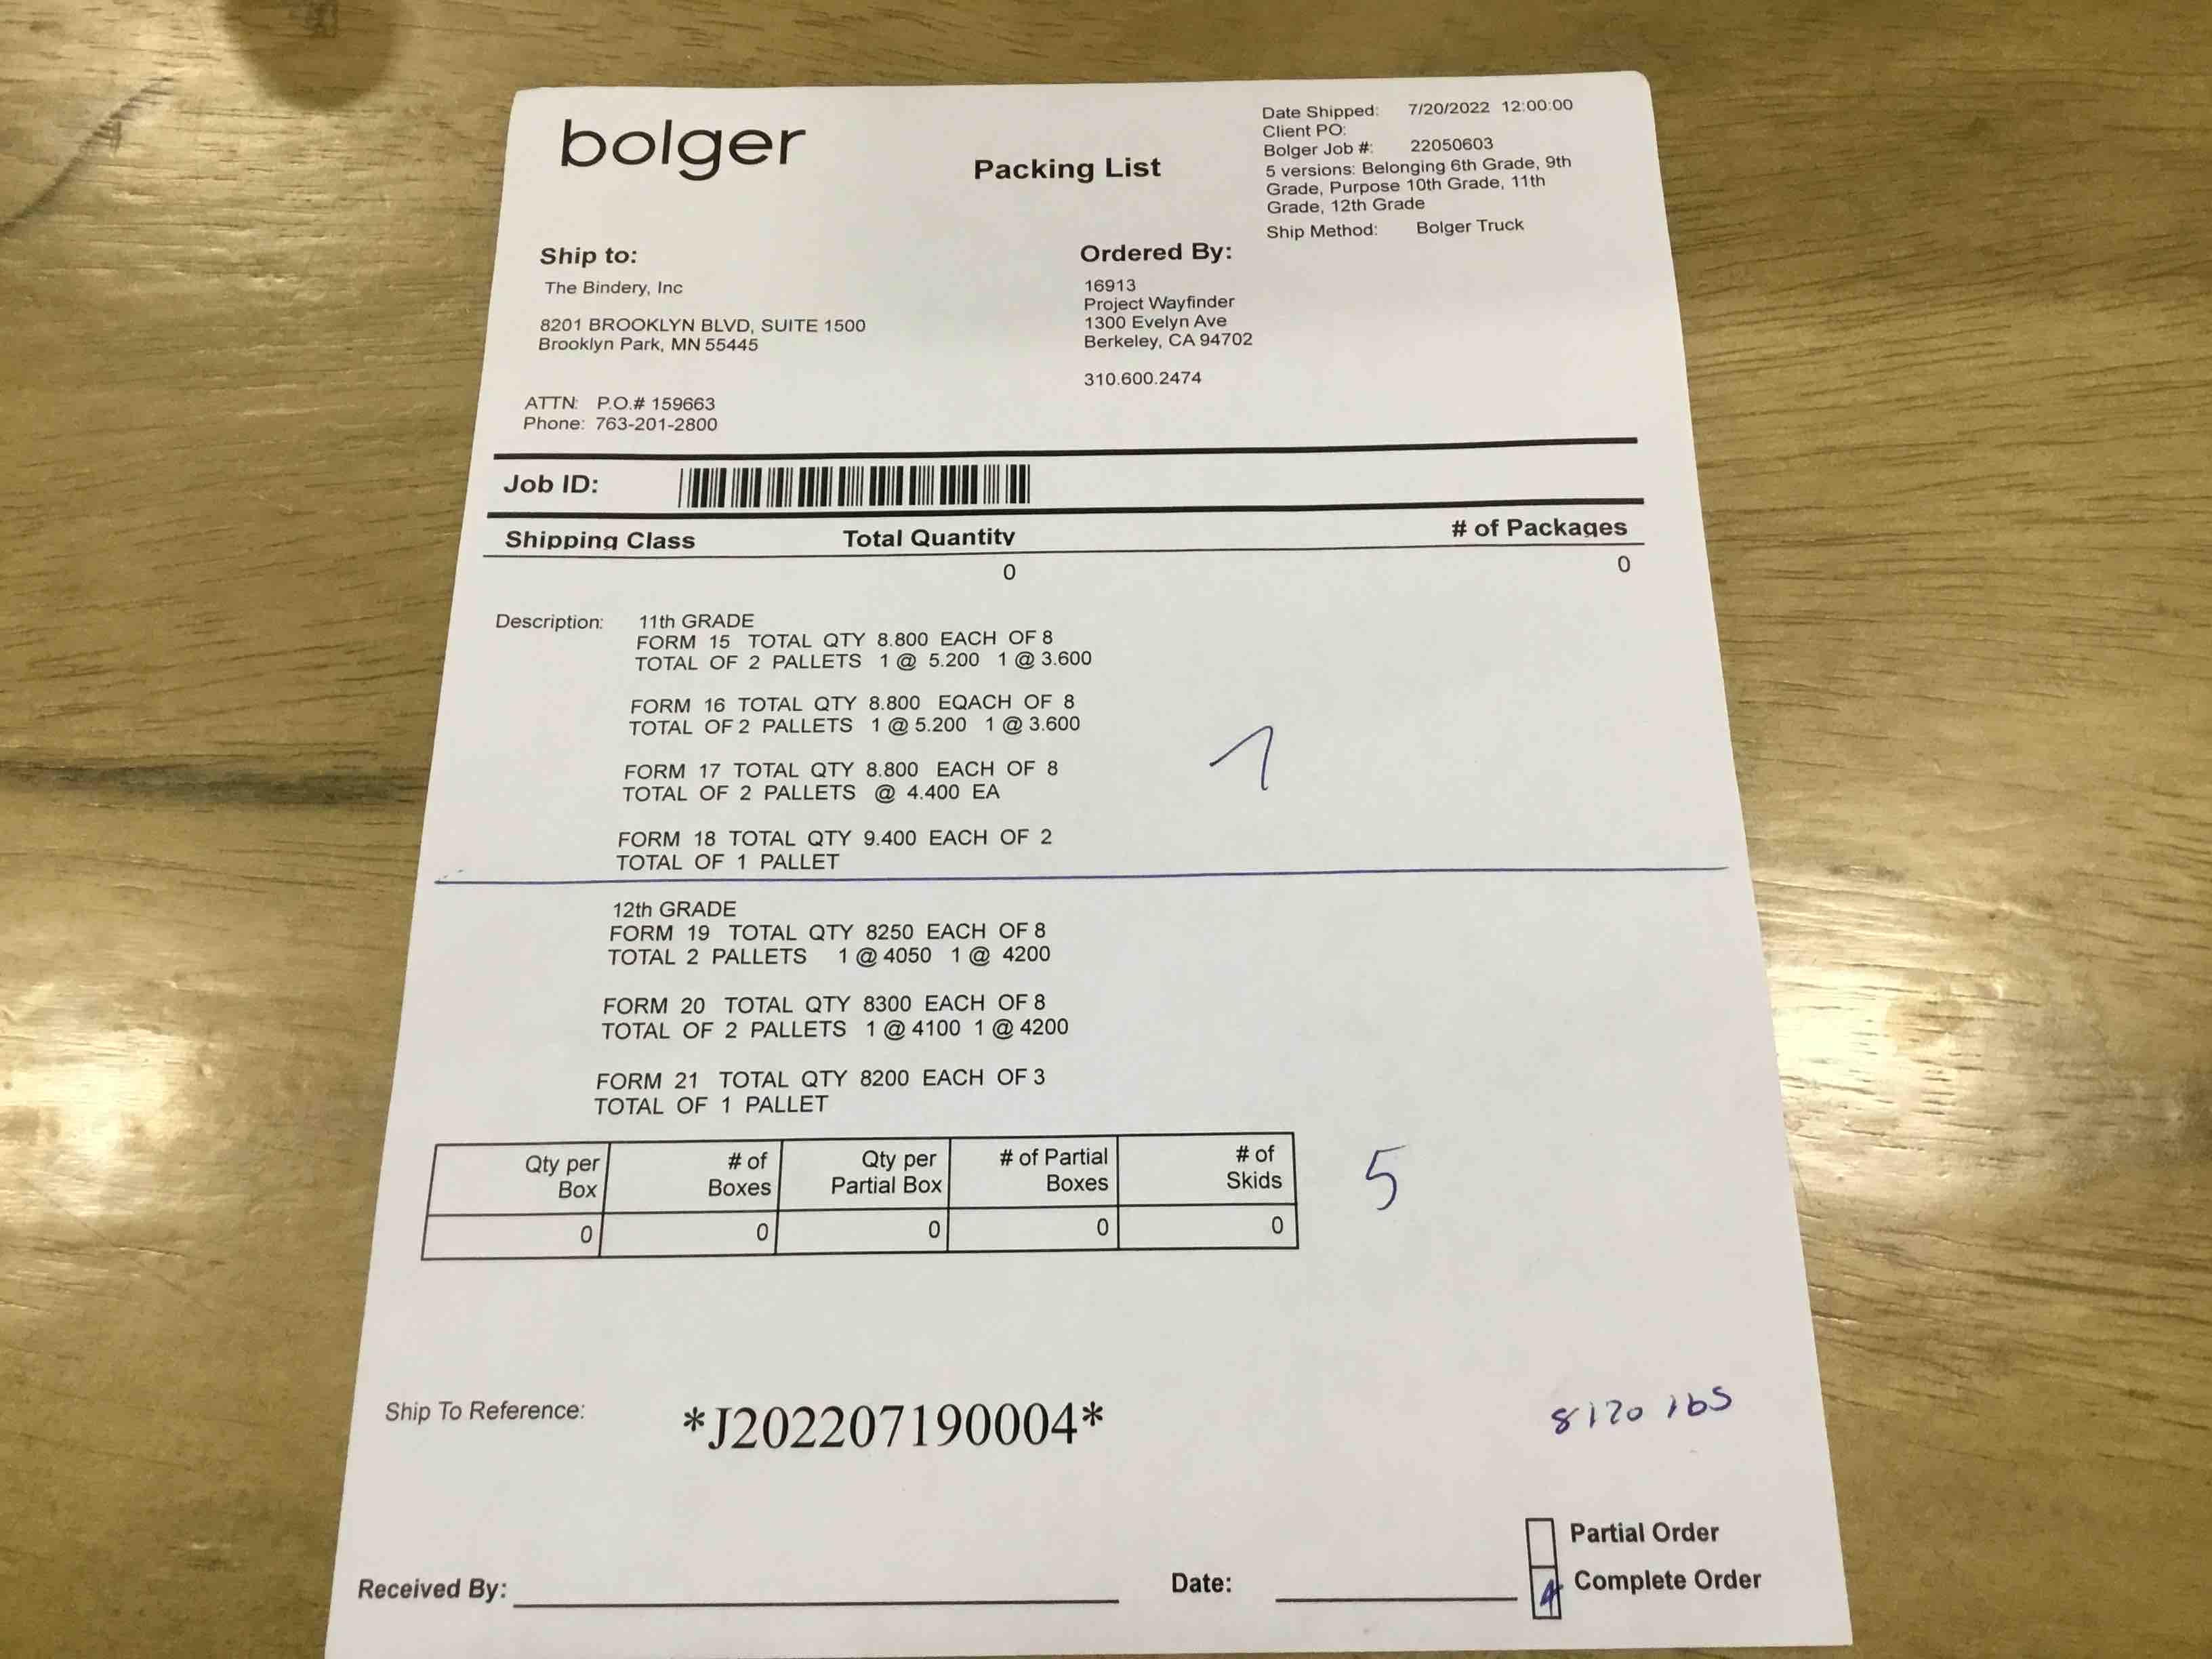 bolger
Packing List
Date Shipped: 7/20/2022 12:00:00
Client PO:
Bolger Job #: 22050603
5 versions: Belonging 6th Grade, 9th
Grade, Purpose 10th Grade, 11th
Grade, 12th Grade
Ship Method: Bolger Truck
Ship to:
The Bindery, Inc
8201 BROOKLYN BLVD, SUITE 1500
Brooklyn Park, MN 55445
ATTN: P.O.# 159663
Phone: 763-201-2800
Ordered By:
16913
Project Wayfinder
1300 Evelyn Ave
Berkeley, CA 94702
310.600.2474
Job ID:
Shipping Class Total Quantity # of Packages
0 0
Description: 11th GRADE
FORM 15 TOTAL QTY 8.800 EACH OF 8
TOTAL OF 2 PALLETS 1 @ 5.200 1 @ 3.600
FORM 16 TOTAL QTY 8.800 EQACH OF 8
TOTAL OF 2 PALLETS 1 @ 5.200 1 @ 3.600
FORM 17 TOTAL QTY 8.800 EACH OF 8
TOTAL OF 2 PALLETS @ 4.400 EA
7
FORM 18 TOTAL QTY 9.400 EACH OF 2
TOTAL OF 1 PALLET
12th GRADE
FORM 19 TOTAL QTY 8250 EACH OF 8
TOTAL 2 PALLETS 1 @ 4050 1 @ 4200
FORM 20 TOTAL QTY 8300 EACH OF 8
TOTAL OF 2 PALLETS 1 @ 4100 1 @ 4200
FORM 21 TOTAL QTY 8200 EACH OF 3
TOTAL OF 1 PALLET
Qty per Box # of Boxes Qty per Partial Box # of Partial Boxes # of Skids
0 0 0 0 0
5
Ship To Reference: *J202207190004*
8120 lbs
Partial Order
Complete Order
Received By: Date: